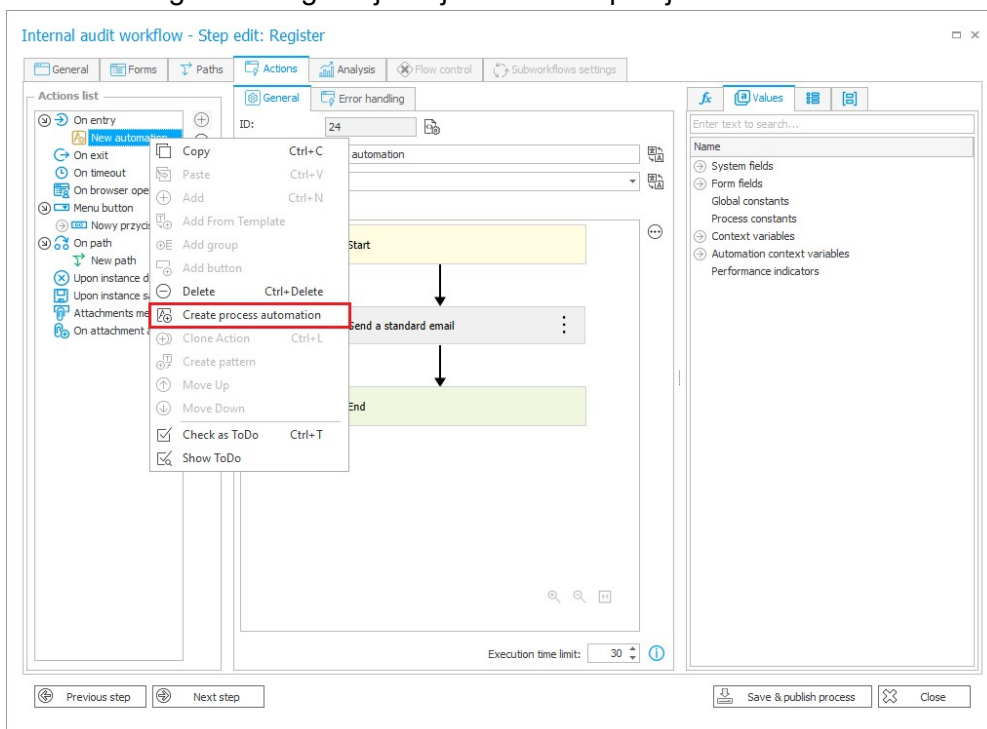 Internal audit workflow - Step edit: Register
General Forms Paths Actions Analysis Flow control Subworkflows settings
Actions list
On entry
New automation
On exit
On timeout
On browser ope
Menu button
Nowy przyci
On path
New path
Upon instance d
Upon instance s
Attachments me
On attachment
Copy Ctrl+C
Paste Ctrl+V
Add Ctrl+N
Add From Template
Add group
Add button
Delete Ctrl+Delete
Create process automation
Clone Action Ctrl+L
Create pattern
Move Up
Move Down
Check as ToDo Ctrl+T
Show ToDo
General Error handling
ID: 24
automation
Start
Send a standard email
End
Execution time limit: 30
Values
Enter text to search...
Name
System fields
Form fields
Global constants
Process constants
Context variables
Automation context variables
Performance indicators
Previous step Next step Save & publish process Close